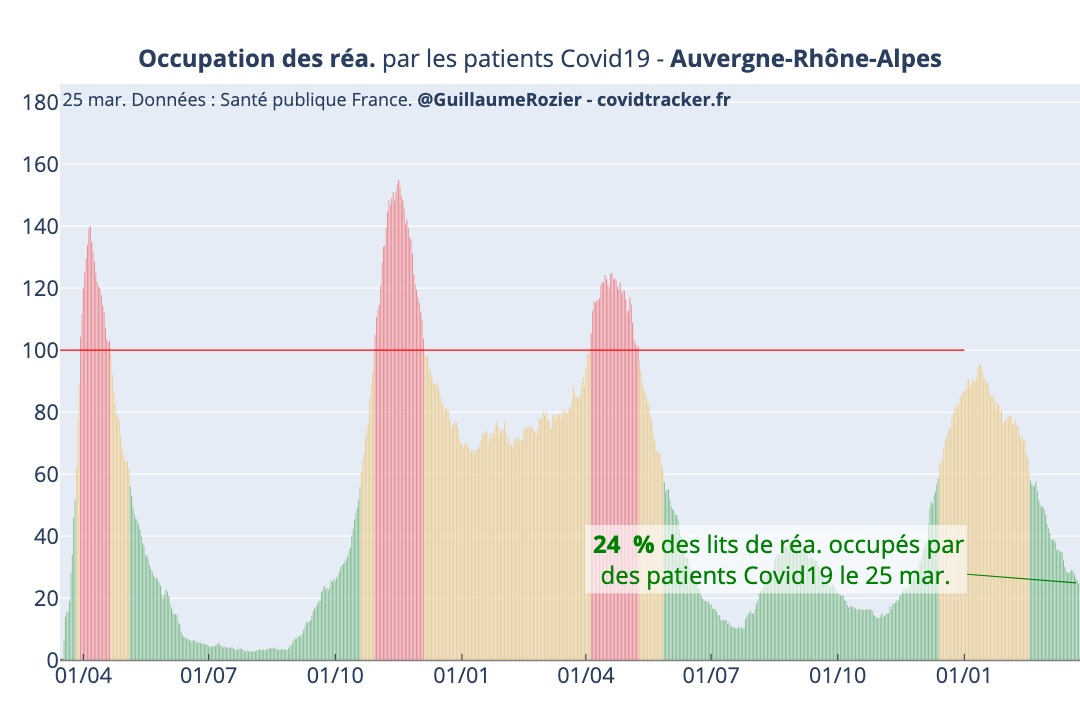 Occupation des réa. par les patients Covid19 - Auvergne-Rhône-Alpes
25 mar. Données : Santé publique France. @GuillaumeRozier - covidtracker.fr
180
160
140
120
100
80
60
40
20
0
24 % des lits de réa. occupés par
des patients Covid19 le 25 mar.
01/04 01/07 01/10 01/01 01/04 01/07 01/10 01/01